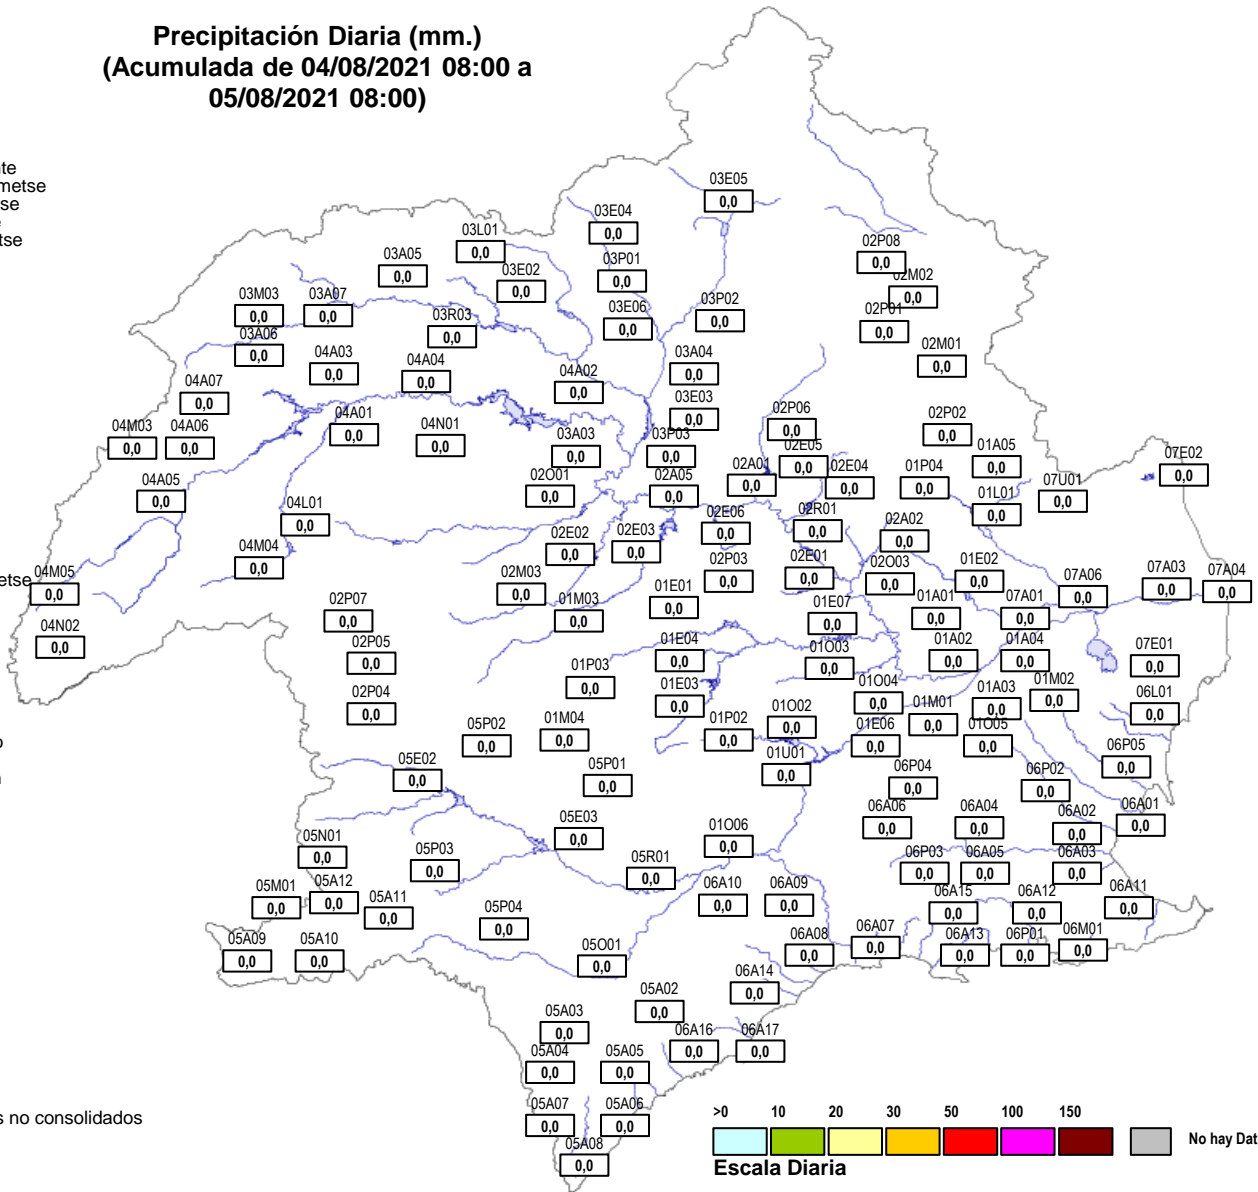 Precipitación Diaria (mm.)
(Acumulada de 04/08/2021 08:00 a
05/08/2021 08:00)
metse
se
tse
03E05
0,0
03E04
0,0
03L01
0,0
03P01
0,0
03A05
0,0
03E02
0,0
02P08
0,0
02M02
0,0
03M03
0,0
03A07
0,0
03R03
0,0
03E06
0,0
03P02
0,0
02P01
0,0
03A06
0,0
04A03
0,0
04A04
0,0
04A02
0,0
03A04
0,0
02M01
0,0
04A07
0,0
03E03
0,0
04M03
0,0
04A06
0,0
04A01
0,0
04N01
0,0
03A03
0,0
03P03
0,0
02P06
0,0
02P02
0,0
02E05
0,0
01A05
0,0
07E02
0,0
04A05
0,0
02O01
0,0
02A05
0,0
02A01
0,0
02E04
0,0
01P04
0,0
01L01
0,0
07U01
0,0
04L01
0,0
02E06
0,0
02R01
0,0
02A02
0,0
04M04
0,0
02E02
0,0
02E03
0,0
metse
04M05
0,0
02M03
0,0
02P03
0,0
02E01
0,0
02O03
0,0
01E02
0,0
07A06
0,0
07A03
0,0
07A04
0,0
04N02
0,0
02P07
0,0
01M03
0,0
01E01
0,0
01E07
0,0
01A01
0,0
07A01
0,0
02P05
0,0
01E04
0,0
01O03
0,0
01A02
0,0
01A04
0,0
07E01
0,0
02P04
0,0
01P03
0,0
01E03
0,0
01O04
0,0
01M01
0,0
01A03
0,0
01M02
0,0
06L01
0,0
05P02
0,0
01M04
0,0
01P02
0,0
01O02
0,0
01E06
0,0
01O05
0,0
05E02
0,0
05P01
0,0
01U01
0,0
06P04
0,0
06P02
0,0
06P05
0,0
05E03
0,0
01O06
0,0
06A06
0,0
06A04
0,0
06A02
0,0
06A01
0,0
05N01
0,0
05P03
0,0
05R01
0,0
06P03
0,0
06A05
0,0
06A03
0,0
05M01
0,0
05A12
0,0
05A11
0,0
06A10
0,0
06A09
0,0
06A15
0,0
06A12
0,0
06A11
0,0
05A09
0,0
05A10
0,0
05P04
0,0
05O01
0,0
06A08
0,0
06A07
0,0
06A13
0,0
06P01
0,0
06M01
0,0
06A14
0,0
05A03
0,0
05A02
0,0
06A16
0,0
06A17
0,0
05A04
0,0
05A05
0,0
05A07
0,0
05A06
0,0
05A08
0,0
s no consolidados
>0 10 20 30 50 100 150
No hay Dat
Escala Diaria